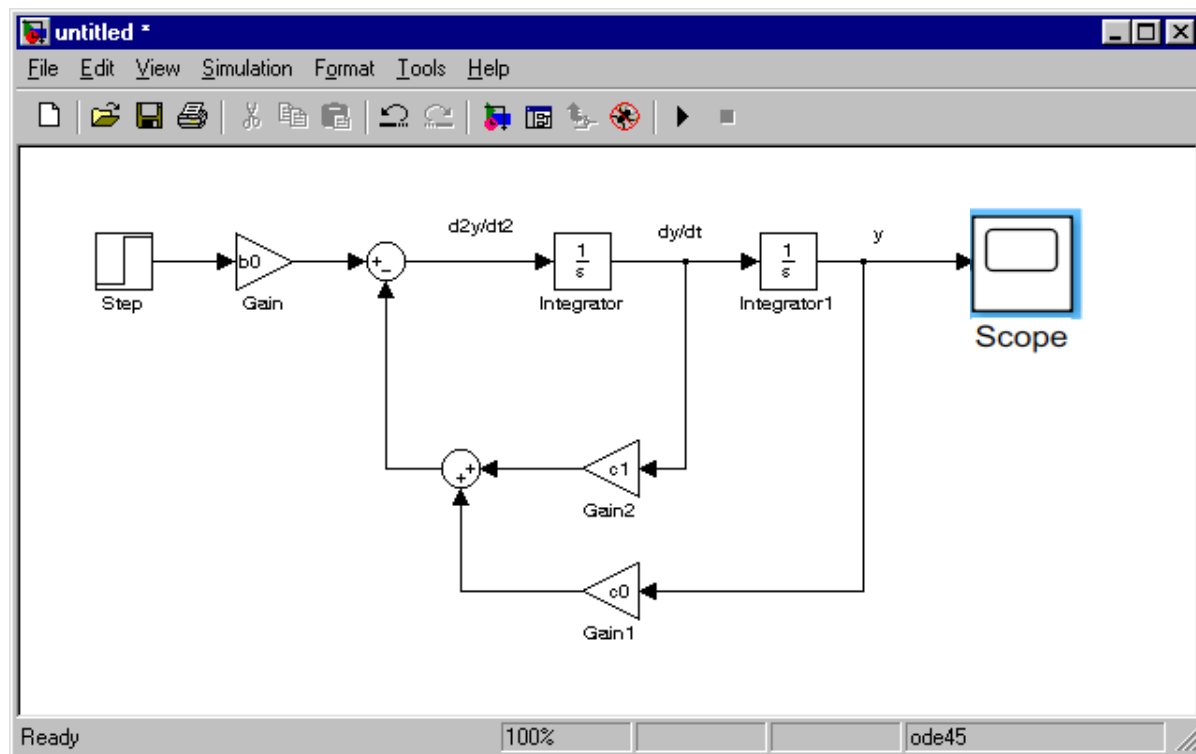 untitled *
File Edit View Simulation Format Tools Help
d2y/dt2 dy/dt y
b0 + − 1 s 1 s
Step Gain Integrator Integrator1
Scope
c1 + +
Gain2
c0
Gain1
Ready 100% ode45